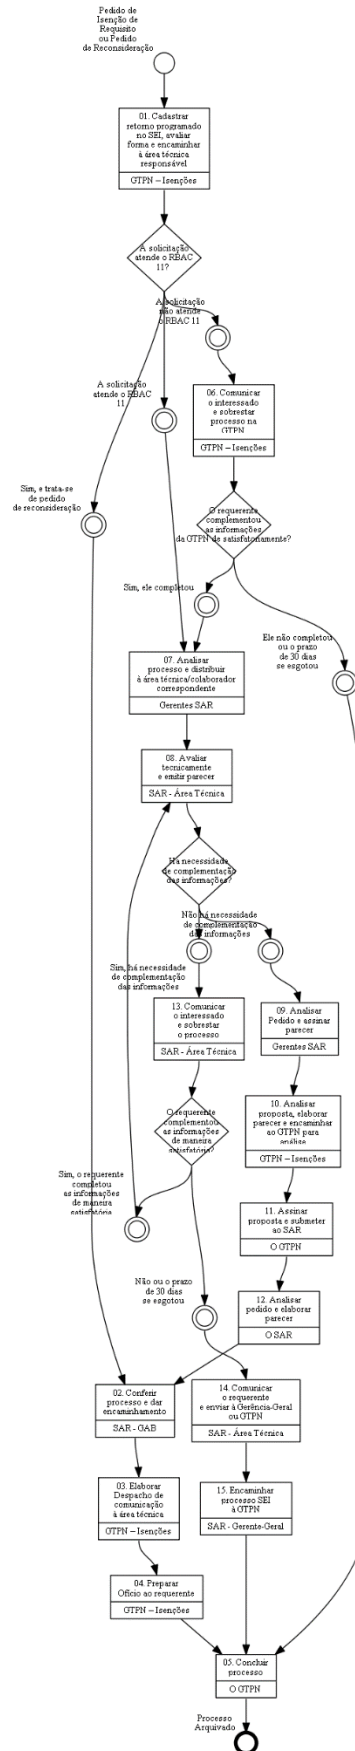 Pedido de
Isenção de
Requisito
ou Pedido
de Reconsideração
01. Cadastrar
retorno programado
no SEI, avaliar
forma e encaminhar
à área técnica
responsável
GTPN – Isenções
A solicitação
atende o RBAC
11?
A solicitação
não atende
o RBAC 11
A solicitação
atende o RBAC
11
06. Comunicar
o interessado
e sobrestar
processo na
GTPN
GTPN – Isenções
Sim, e trata-se
de pedido
de reconsideração
O requerente
complementou
as informações
da GTPN de satisfatoriamente?
Sim, ele completou
Ele não completou
ou o prazo
de 30 dias
se esgotou
07. Analisar
processo e distribuir
à área técnica/colaborador
correspondente
Gerentes SAR
08. Avaliar
tecnicamente
e emitir parecer
SAR - Área Técnica
Há necessidade
de complementação
das informações?
Não há necessidade
de complementação
das informações
Sim, há necessidade
de complementação
das informações
13. Comunicar
o interessado
e sobrestar
o processo
SAR - Área Técnica
09. Analisar
Pedido e assinar
parecer
Gerentes SAR
10. Analisar
proposta, elaborar
parecer e encaminhar
ao GTPN para
análise
GTPN – Isenções
O requerente
complementou
as informações
de maneira
satisfatória?
Sim, o requerente
completou
as informações
de maneira
satisfatória
11. Assinar
proposta e submeter
ao SAR
O GTPN
Não ou o prazo
de 30 dias
se esgotou
12. Analisar
pedido e elaborar
parecer
O SAR
02. Conferir
processo e dar
encaminhamento
SAR - GAB
14. Comunicar
o requerente
e enviar à Gerência-Geral
ou GTPN
SAR - Área Técnica
03. Elaborar
Despacho de
comunicação
à área técnica
GTPN – Isenções
15. Encaminhar
processo SEI
à GTPN
SAR - Gerente-Geral
04. Preparar
Ofício ao requerente
GTPN – Isenções
05. Concluir
processo
O GTPN
Processo
Arquivado